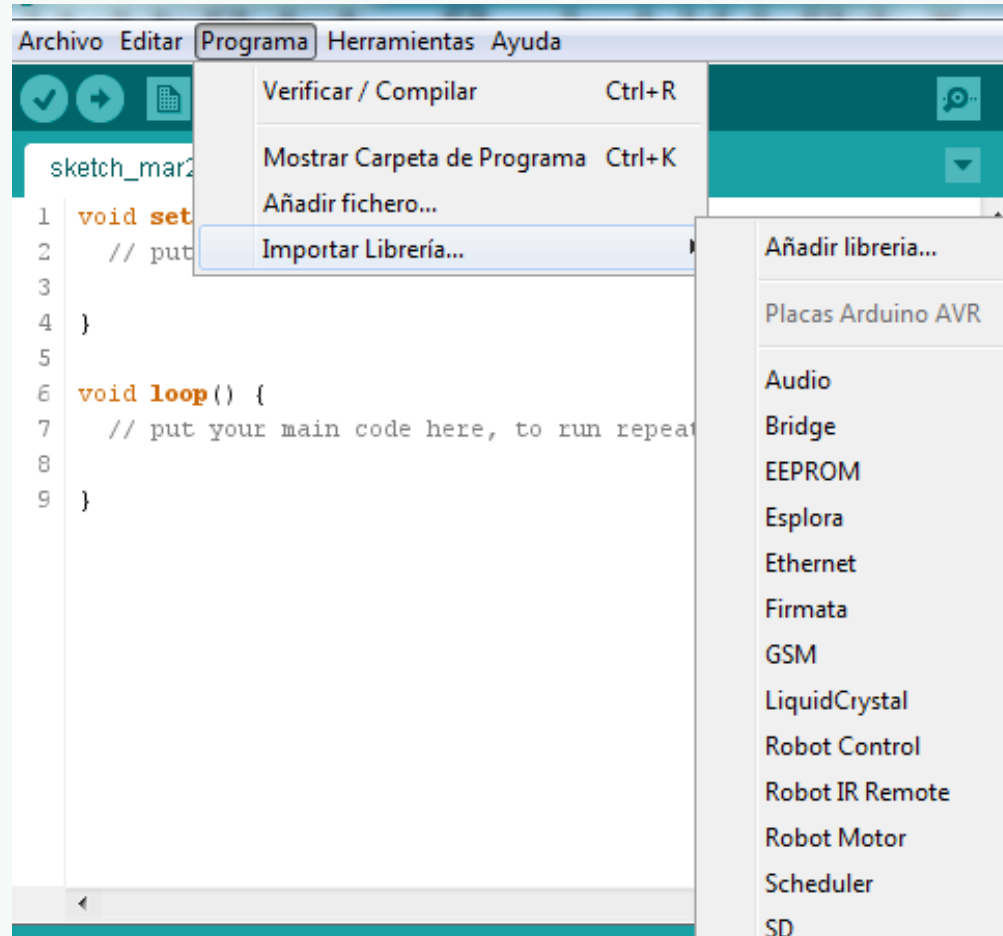 Archivo Editar Programa Herramientas Ayuda
Verificar / Compilar Ctrl+R
Mostrar Carpeta de Programa Ctrl+K
Añadir fichero...
Importar Librería...
Añadir libreria...
Placas Arduino AVR
Audio
Bridge
EEPROM
Esplora
Ethernet
Firmata
GSM
LiquidCrystal
Robot Control
Robot IR Remote
Robot Motor
Scheduler
SD
sketch_mar2
1 void set
2 // put
3
4 }
5
6 void loop() {
7 // put your main code here, to run repeat
8
9 }